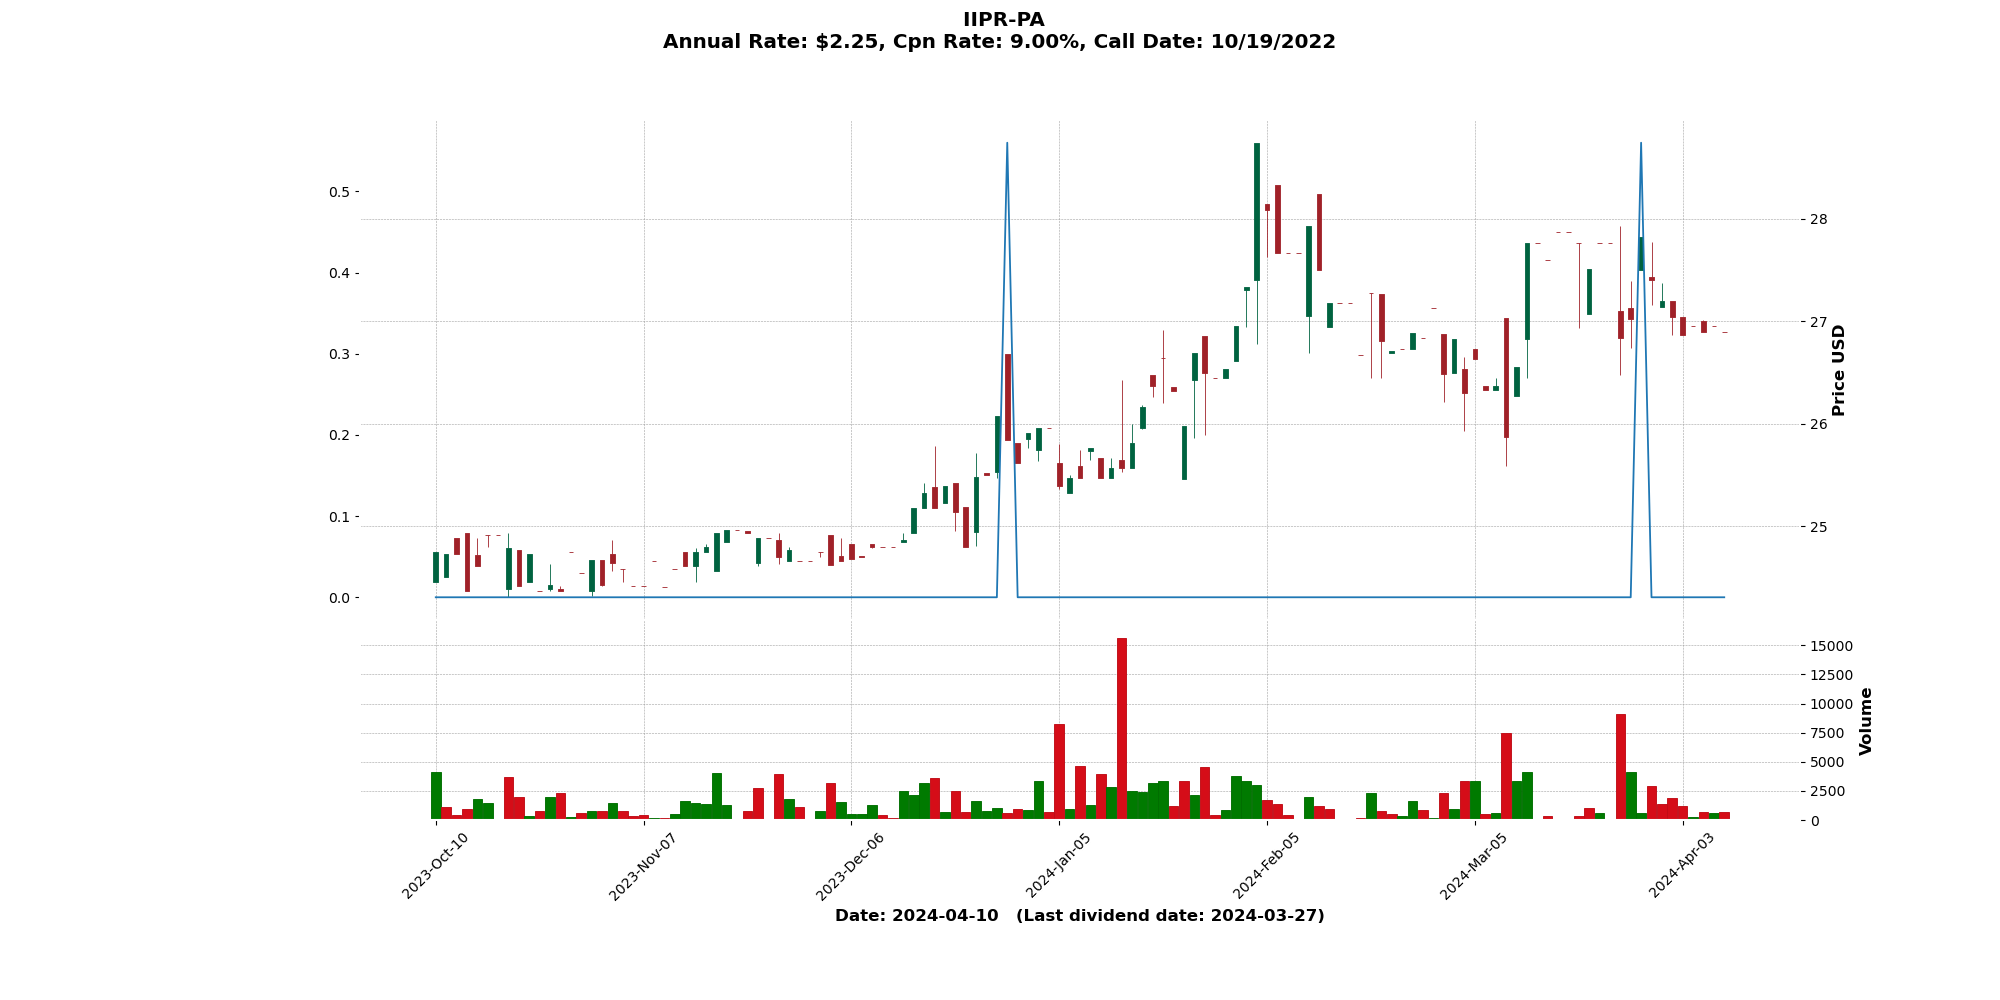 IIPR-PA
Annual Rate: $2.25, Cpn Rate: 9.00%, Call Date: 10/19/2022
0.5
0.4
0.3
0.2
0.1
0.0
28
27
26
25
Price USD
15000
12500
10000
7500
5000
2500
0
Volume
2023-Oct-10
2023-Nov-07
2023-Dec-06
2024-Jan-05
2024-Feb-05
2024-Mar-05
2024-Apr-03
Date: 2024-04-10   (Last dividend date: 2024-03-27)